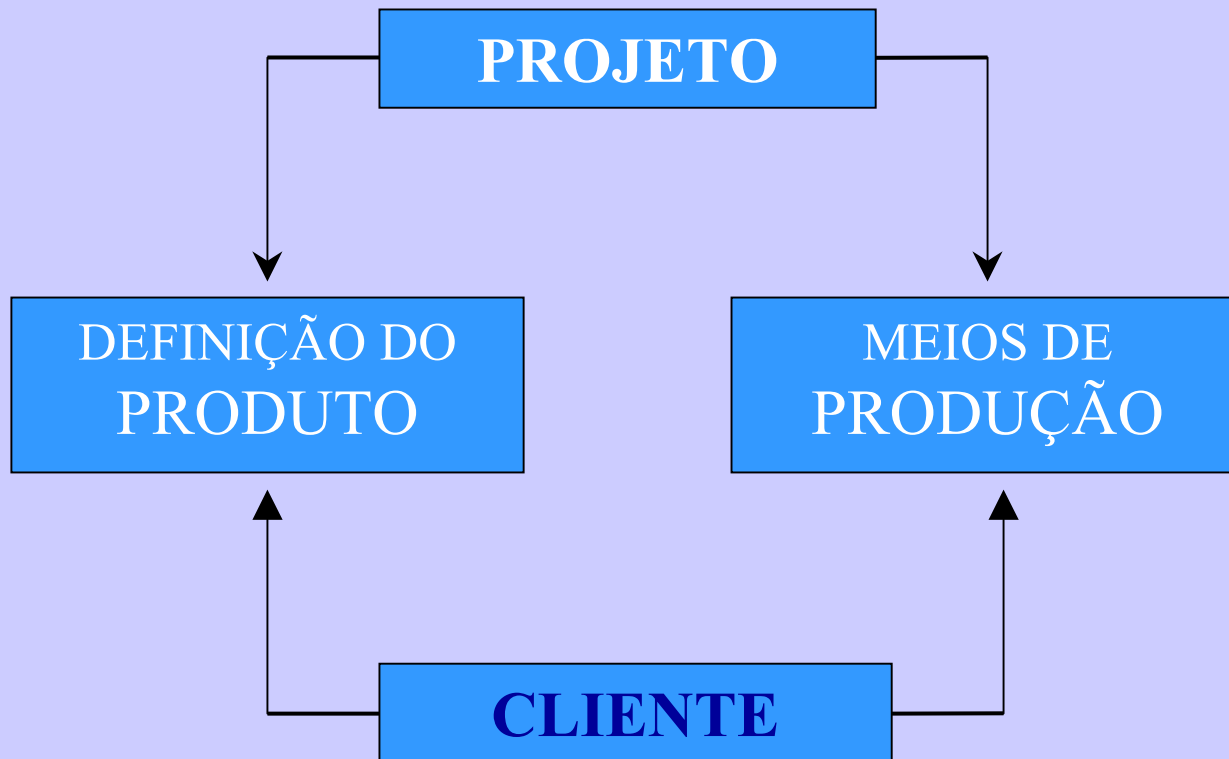 PROJETO
DEFINIÇÃO DO
PRODUTO
MEIOS DE
PRODUÇÃO
CLIENTE